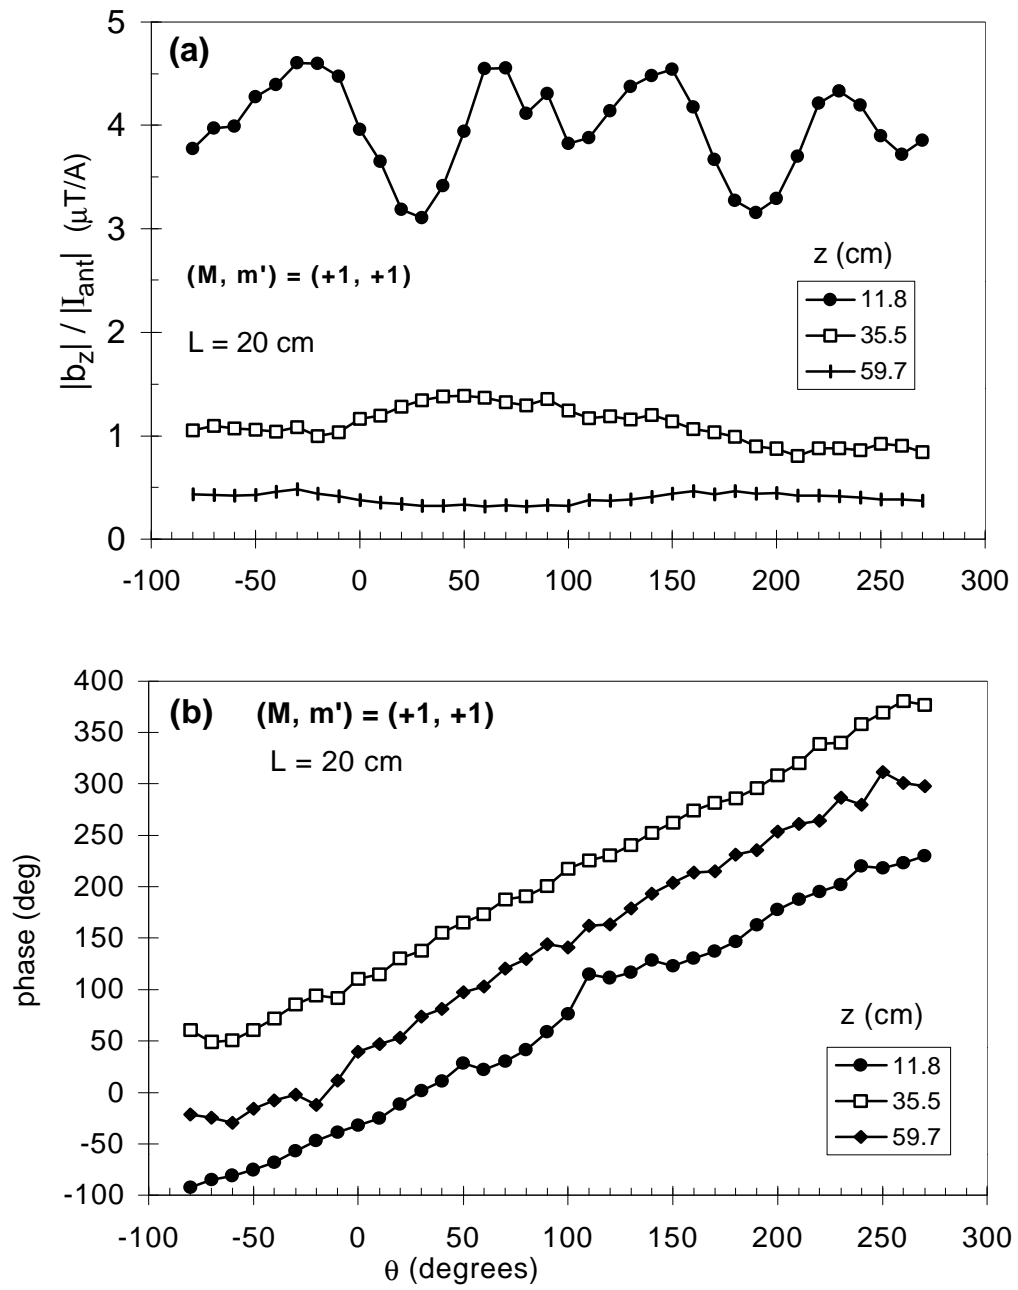 (a)
5
4
3
2
1
0
|b_z| / |I_ant| (μT/A)
(M, m') = (+1, +1)
L = 20 cm
z (cm)
11.8
35.5
59.7
-100 -50 0 50 100 150 200 250 300
(b) (M, m') = (+1, +1)
L = 20 cm
400
350
300
250
200
150
100
50
0
-50
-100
phase (deg)
z (cm)
11.8
35.5
59.7
-100 -50 0 50 100 150 200 250 300
θ (degrees)